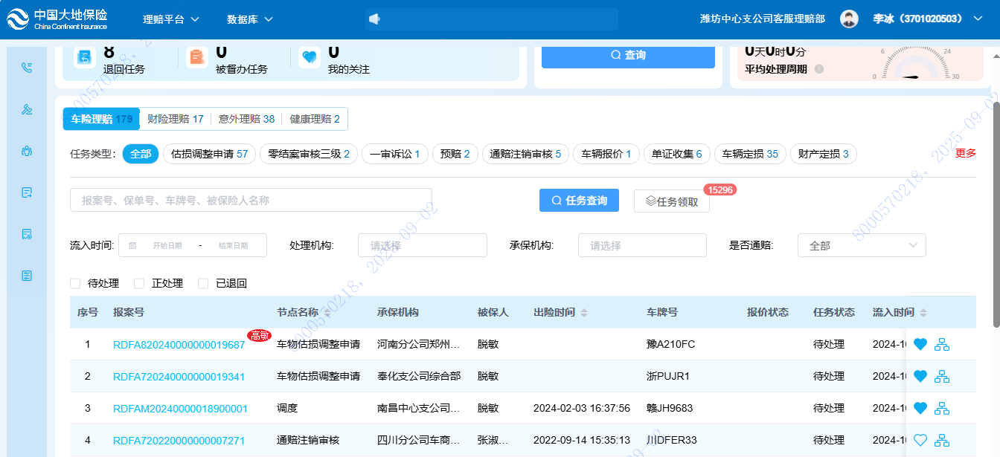 中国大地保险
China Continent Insurance
理赔平台 数据库 潍坊中心支公司客服理赔部 李冰（3701020503）
8 退回任务 0 被督办任务 0 我的关注
查询
0天0时0分
平均处理周期
6 24
0 30
车险理赔 179 财险理赔 17 意外理赔 38 健康理赔 2
任务类型： 全部 估损调整申请 57 零结案审核三级 2 一审诉讼 1 预赔 2 通赔注销审核 5 车辆报价 1 单证收集 6 车辆定损 35 财产定损 3 更多
报案号、保单号、车牌号、被保险人名称 任务查询 任务领取 15296
流入时间: 开始日期 - 结束日期 处理机构: 请选择 承保机构: 请选择 是否通赔: 全部
待处理 正处理 已退回
序号 报案号 节点名称 承保机构 被保人 出险时间 车牌号 报价状态 任务状态 流入时间
1 RDFA820240000000019687 高敏 车物估损调整申请 河南分公司郑州... 脱敏 豫A210FC 待处理 2024-10
2 RDFA720240000000019341 车物估损调整申请 奉化支公司综合部 脱敏 浙PUJR1 待处理 2024-10
3 RDFAM20240000018900001 调度 南昌中心支公司... 脱敏 2024-02-03 16:37:56 赣JH9683 待处理 2024-10
4 RDFA720220000000007271 通赔注销审核 四川分公司车商... 张淑... 2022-09-14 15:35:13 川DFER33 待处理 2024-10
8000570218, 2025-09-02
8000570218, 2025-09-02